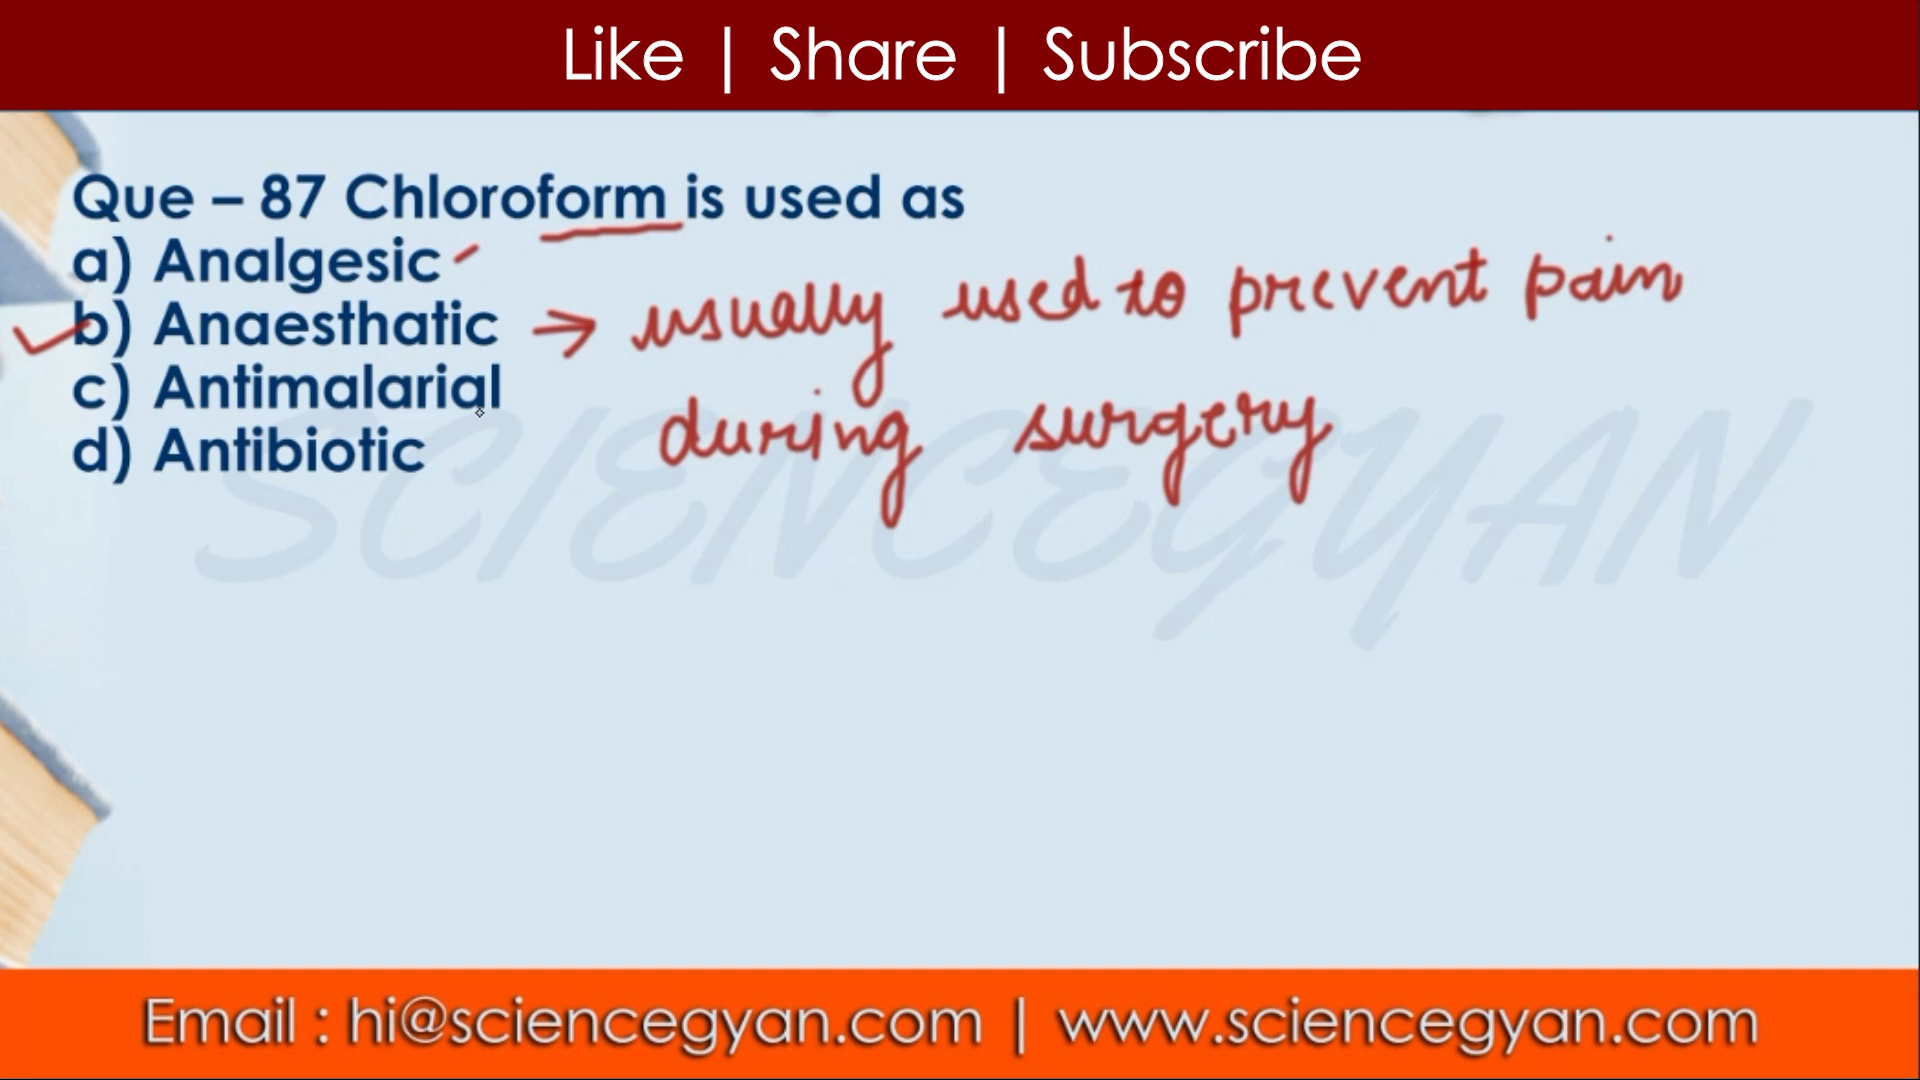 Like | Share | Subscribe
Que – 87 Chloroform is used as
a) Analgesic
b) Anaesthatic → usually used to prevent pain
c) Antimalarial
during surgery
d) Antibiotic
SCIENCEGYAN
Email : hi@sciencegyan.com | www.sciencegyan.com